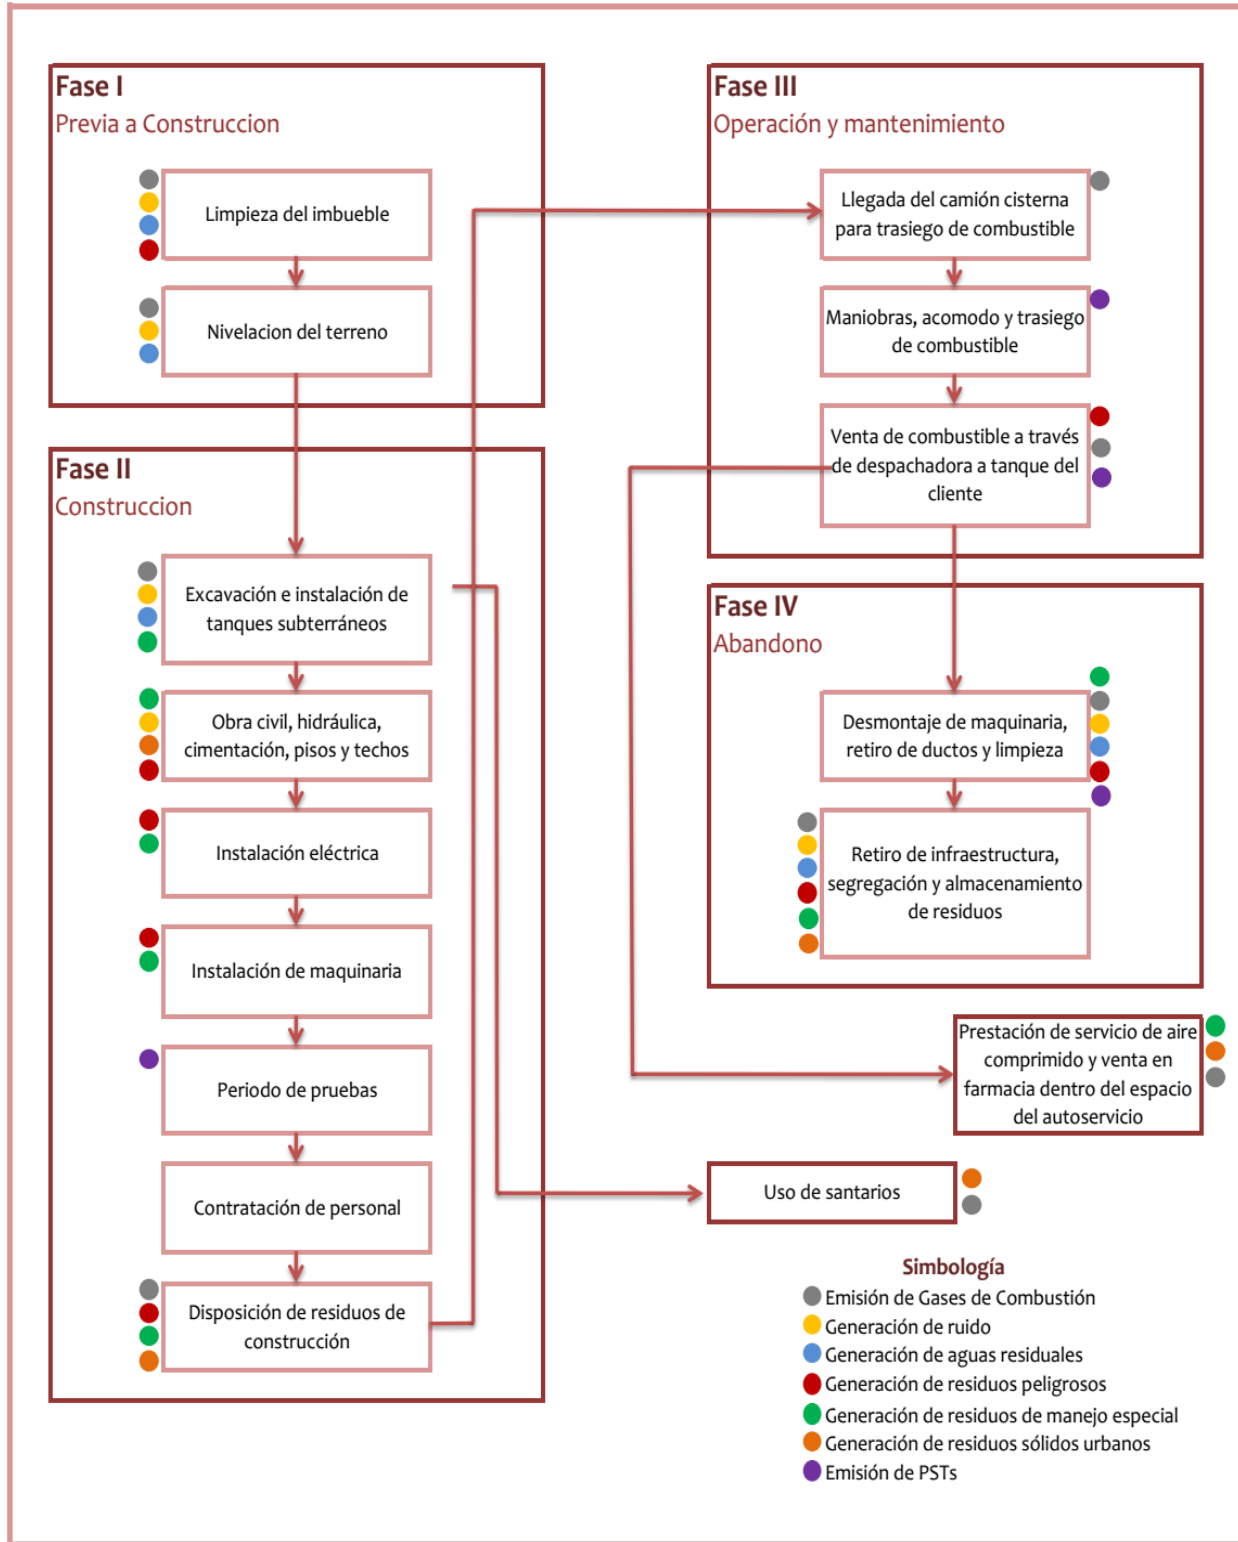 Fase I
Previa a Construccion
Limpieza del imbueble
Nivelacion del terreno
Fase II
Construccion
Excavación e instalación de
tanques subterráneos
Obra civil, hidráulica,
cimentación, pisos y techos
Instalación eléctrica
Instalación de maquinaria
Periodo de pruebas
Contratación de personal
Disposición de residuos de
construcción
Fase III
Operación y mantenimiento
Llegada del camión cisterna
para trasiego de combustible
Maniobras, acomodo y trasiego
de combustible
Venta de combustible a través
de despachadora a tanque del
cliente
Fase IV
Abandono
Desmontaje de maquinaria,
retiro de ductos y limpieza
Retiro de infraestructura,
segregación y almacenamiento
de residuos
Prestación de servicio de aire
comprimido y venta en
farmacia dentro del espacio
del autoservicio
Uso de santarios
Simbología
Emisión de Gases de Combustión
Generación de ruido
Generación de aguas residuales
Generación de residuos peligrosos
Generación de residuos de manejo especial
Generación de residuos sólidos urbanos
Emisión de PSTs